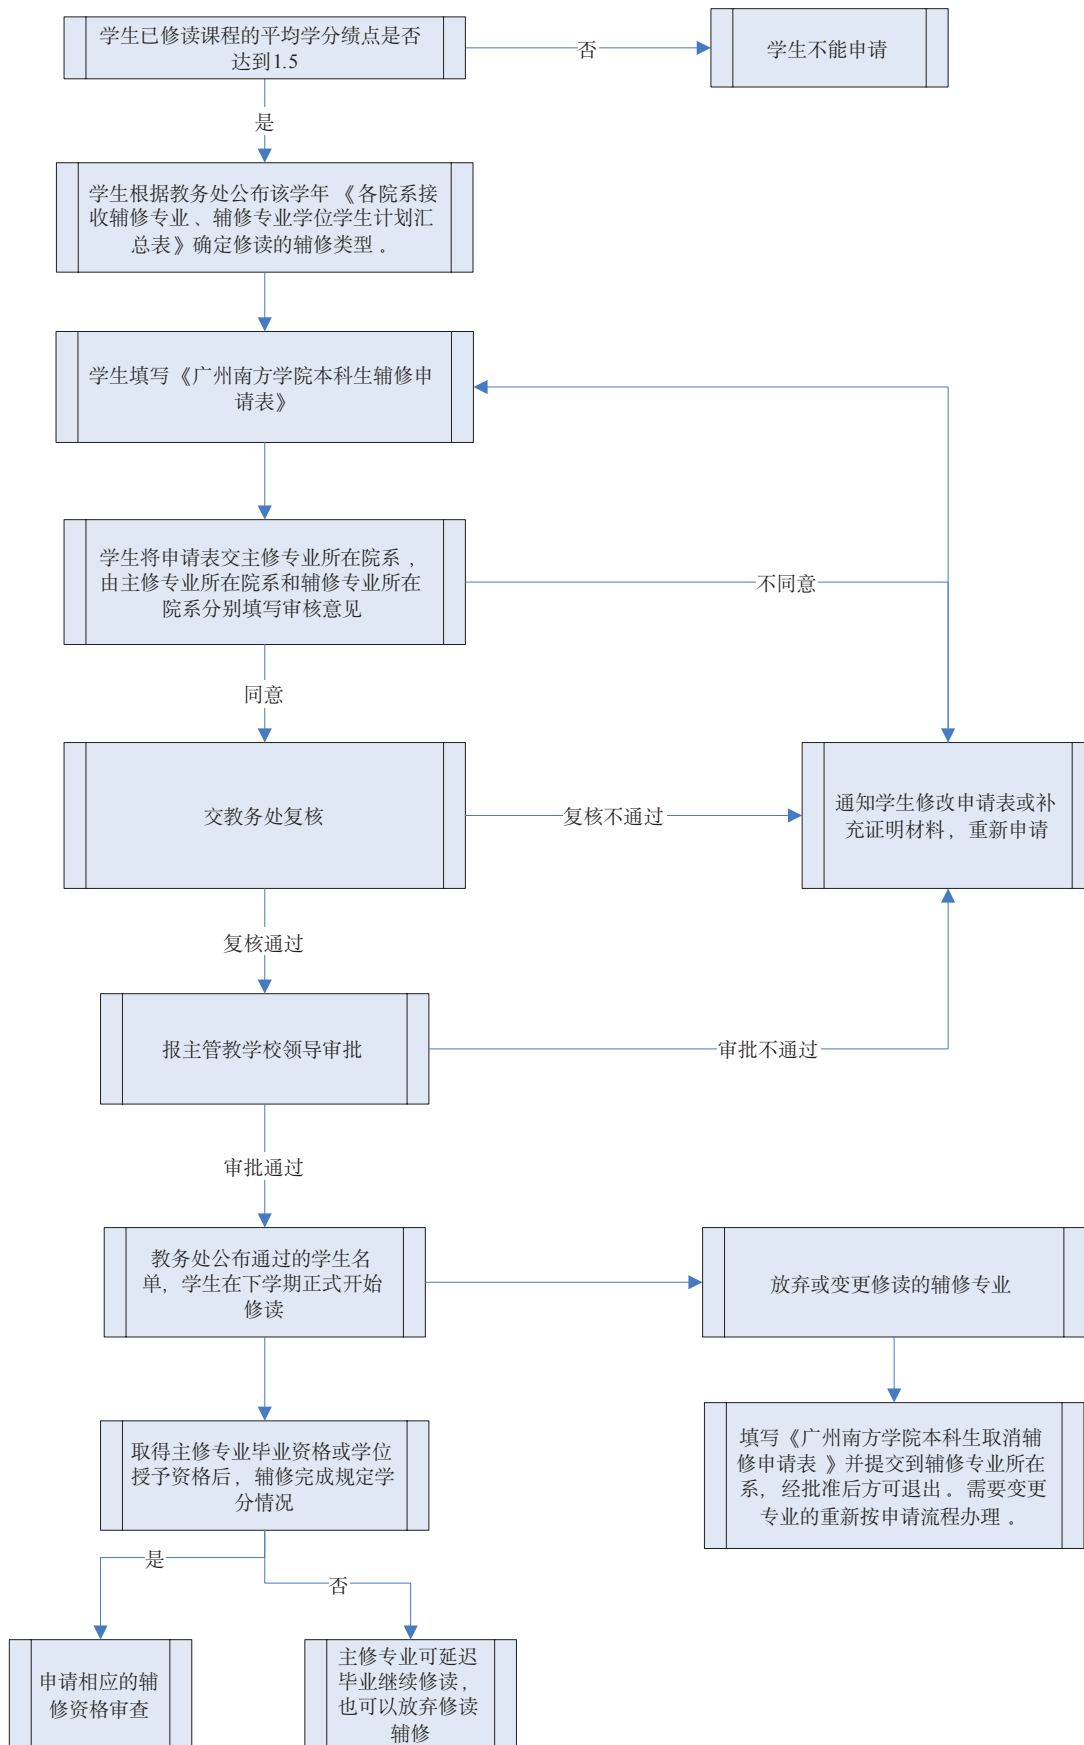 学生已修读课程的平均学分绩点是否
达到1.5
否
学生不能申请
是
学生根据教务处公布该学年《各院系接
收辅修专业、辅修专业学位学生计划汇
总表》确定修读的辅修类型。
学生填写《广州南方学院本科生辅修申
请表》
学生将申请表交主修专业所在院系，
由主修专业所在院系和辅修专业所在
院系分别填写审核意见
不同意
同意
交教务处复核
复核不通过
通知学生修改申请表或补
充证明材料，重新申请
复核通过
报主管教学校领导审批
审批不通过
审批通过
教务处公布通过的学生名
单，学生在下学期正式开始
修读
放弃或变更修读的辅修专业
取得主修专业毕业资格或学位
授予资格后，辅修完成规定学
分情况
填写《广州南方学院本科生取消辅
修申请表》并提交到辅修专业所在
系，经批准后方可退出。需要变更
专业的重新按申请流程办理。
是
否
申请相应的辅
修资格审查
主修专业可延迟
毕业继续修读，
也可以放弃修读
辅修